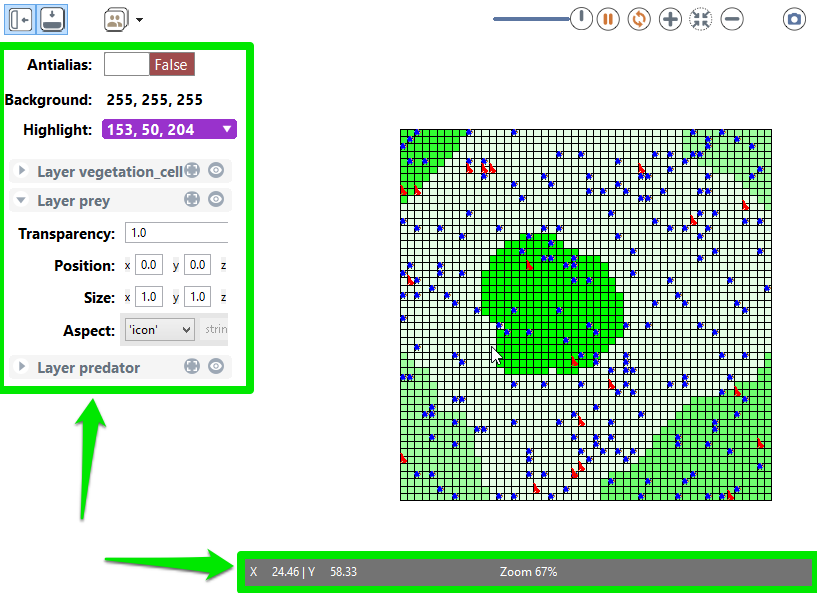 Antialias: False
Background: 255, 255, 255
Highlight: 153, 50, 204
Layer vegetation_cell
Layer prey
Transparency: 1.0
Position: x 0.0 y 0.0 z
Size: x 1.0 y 1.0 z
Aspect: 'icon' strin
Layer predator
X 24.46 | Y 58.33 Zoom 67%